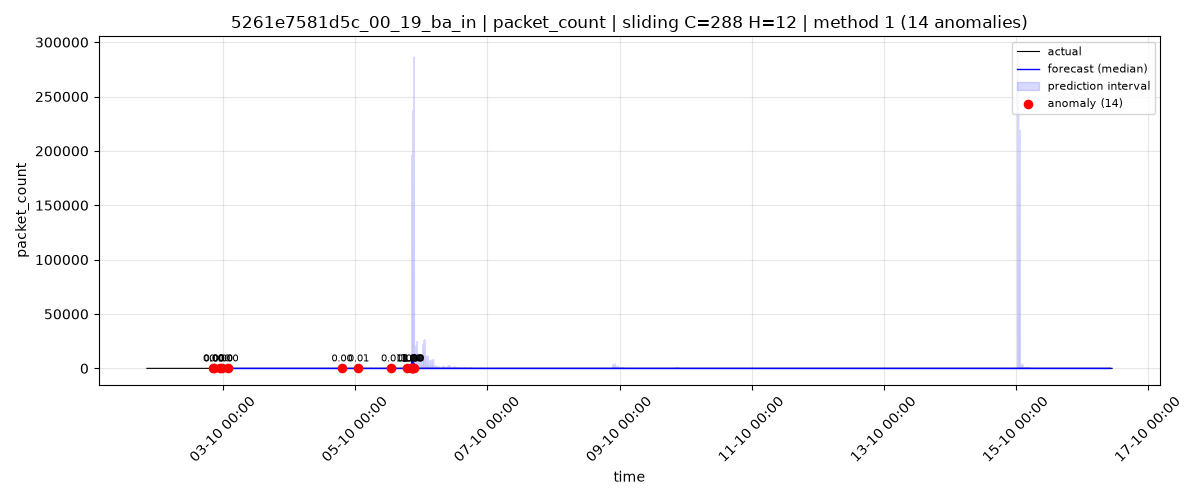 5261e7581d5c_00_19_ba_in | packet_count | sliding C=288 H=12 | method 1 (14 anomalies)
packet_count
300000
250000
200000
150000
100000
50000
0
actual
forecast (median)
prediction interval
anomaly (14)
0.00
0.01
03-10 00:00
05-10 00:00
07-10 00:00
09-10 00:00
11-10 00:00
13-10 00:00
15-10 00:00
17-10 00:00
time